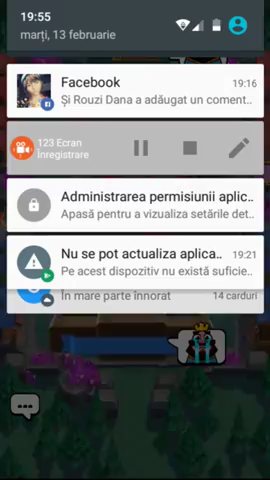 19:55
marți, 13 februarie
Facebook 19:16
Și Rouzi Dana a adăugat un coment..
123 Ecran
Înregistrare
Administrarea permisiunii aplic..
Apasă pentru a vizualiza setările det..
Nu se pot actualiza aplica.. 19:21
Pe acest dispozitiv nu există suficie..
În mare parte înnorat 14 carduri